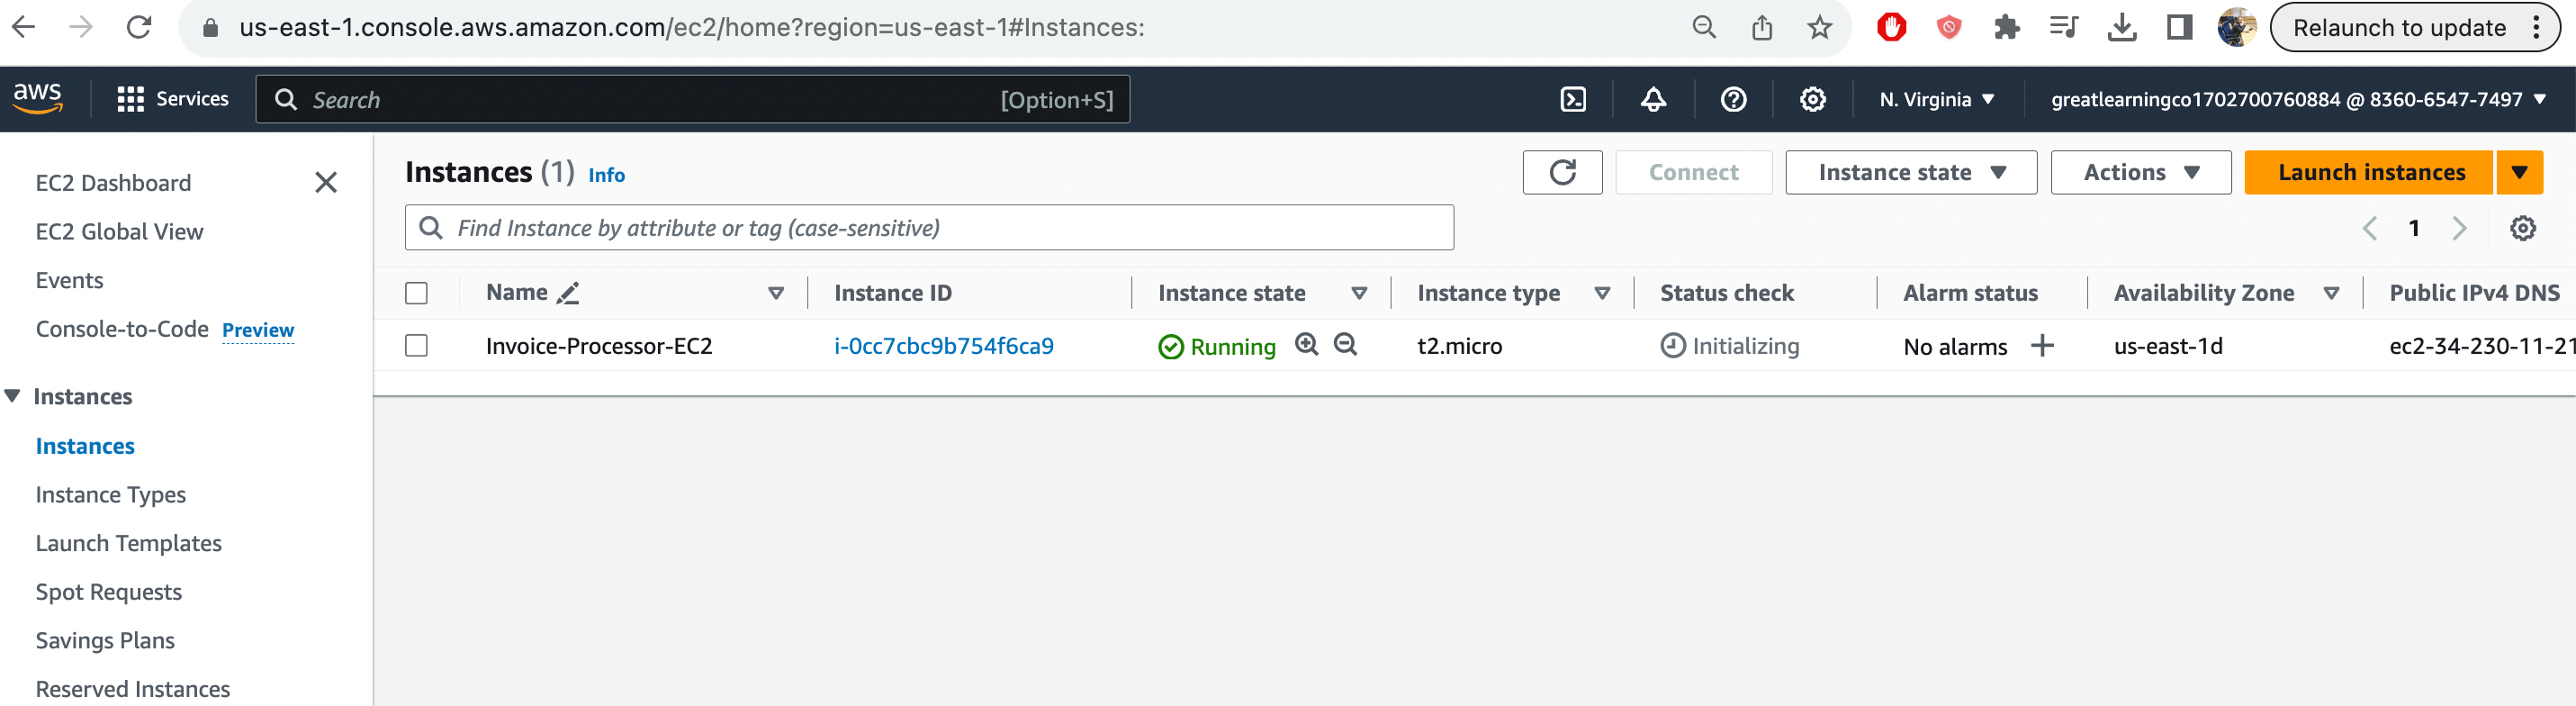 us-east-1.console.aws.amazon.com/ec2/home?region=us-east-1#Instances:
Relaunch to update
aws
Services
Search
[Option+S]
N. Virginia
greatlearningco1702700760884 @ 8360-6547-7497
EC2 Dashboard
EC2 Global View
Events
Console-to-Code Preview
Instances
Instances
Instance Types
Launch Templates
Spot Requests
Savings Plans
Reserved Instances
Instances (1) Info
Connect
Instance state
Actions
Launch instances
Find Instance by attribute or tag (case-sensitive)
1
Name Instance ID Instance state Instance type Status check Alarm status Availability Zone Public IPv4 DNS
Invoice-Processor-EC2 i-0cc7cbc9b754f6ca9 Running t2.micro Initializing No alarms us-east-1d ec2-34-230-11-21